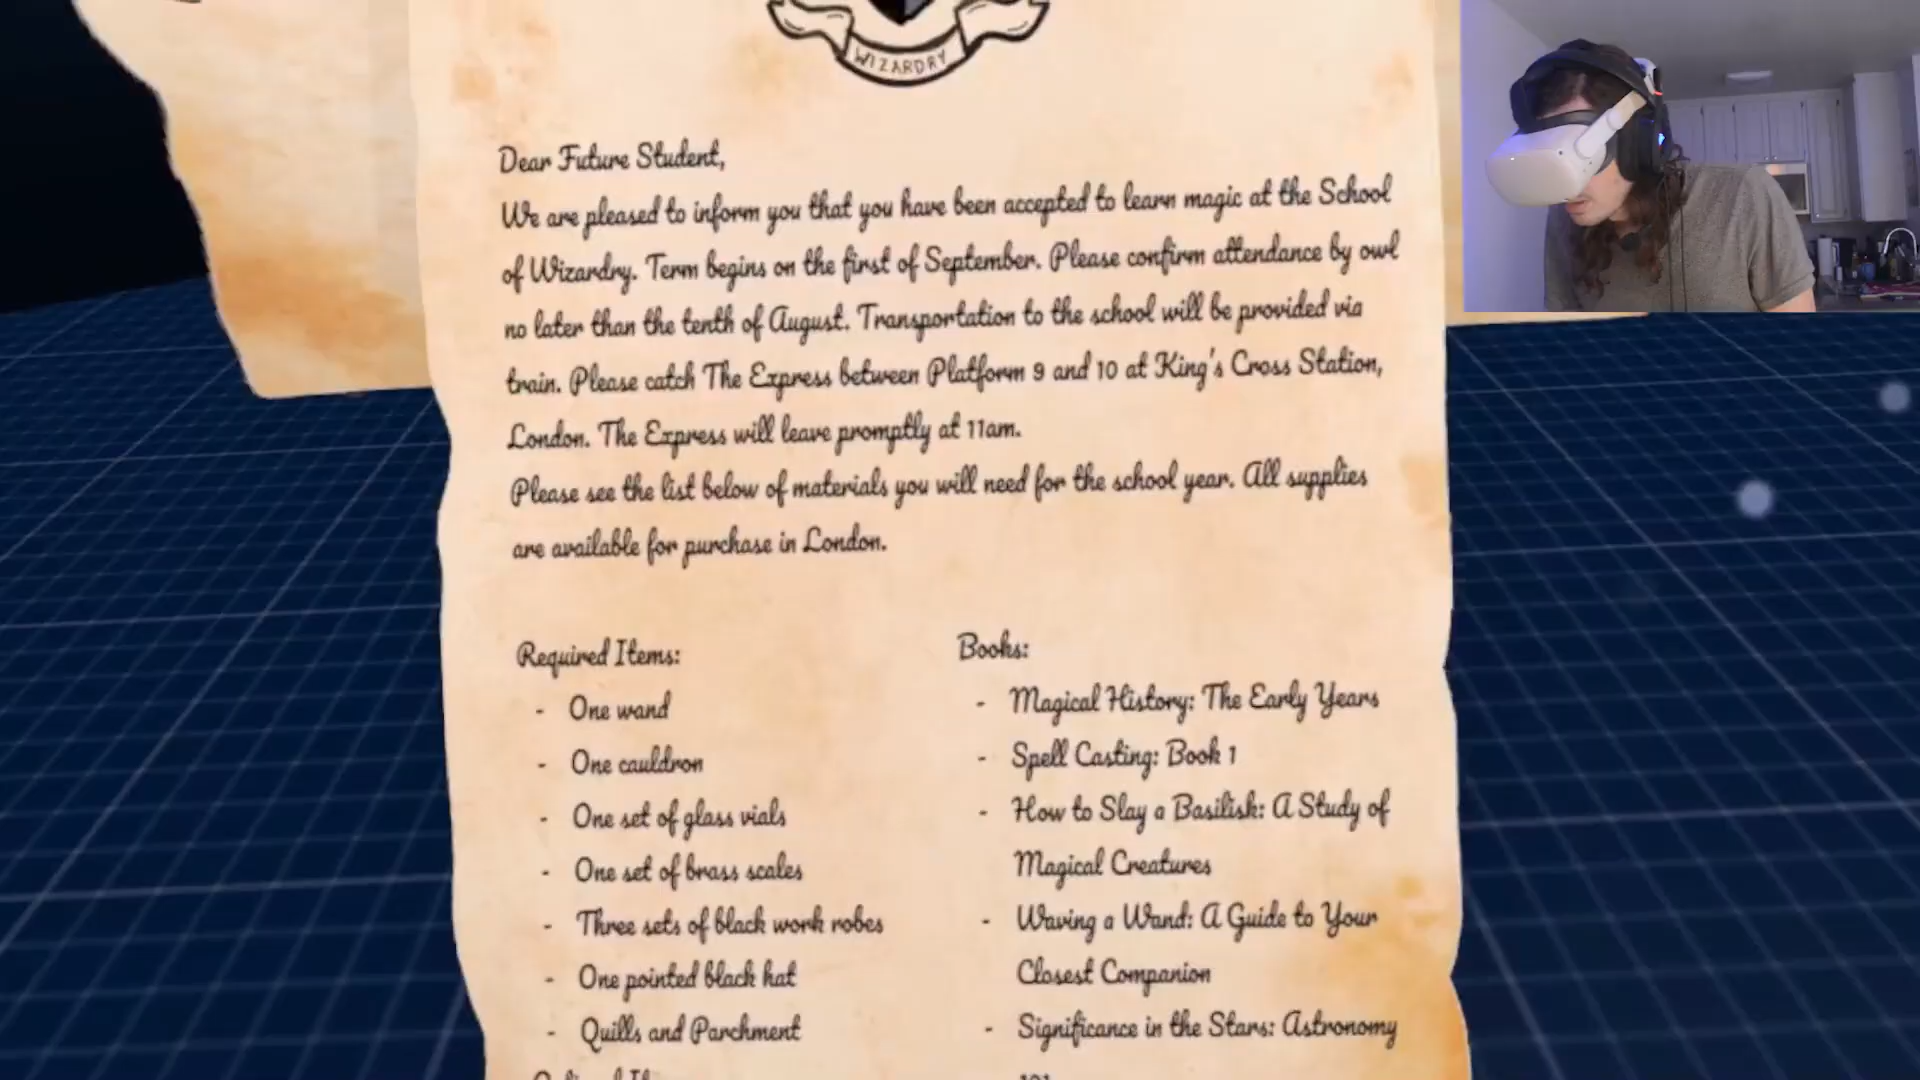 WIZARDRY
Dear Future Student,
We are pleased to inform you that you have been accepted to learn magic at the School
of Wizardry. Term begins on the first of September. Please confirm attendance by owl
no later than the tenth of August. Transportation to the school will be provided via
train. Please catch The Express between Platform 9 and 10 at King's Cross Station,
London. The Express will leave promptly at 11am.
Please see the list below of materials you will need for the school year. All supplies
are available for purchase in London.
Required Items:
- One wand
- One cauldron
- One set of glass vials
- One set of brass scales
- Three sets of black work robes
- One pointed black hat
- Quills and Parchment
Books:
- Magical History: The Early Years
- Spell Casting: Book 1
- How to Slay a Basilisk: A Study of
Magical Creatures
- Waving a Wand: A Guide to Your
Closest Companion
- Significance in the Stars: Astronomy